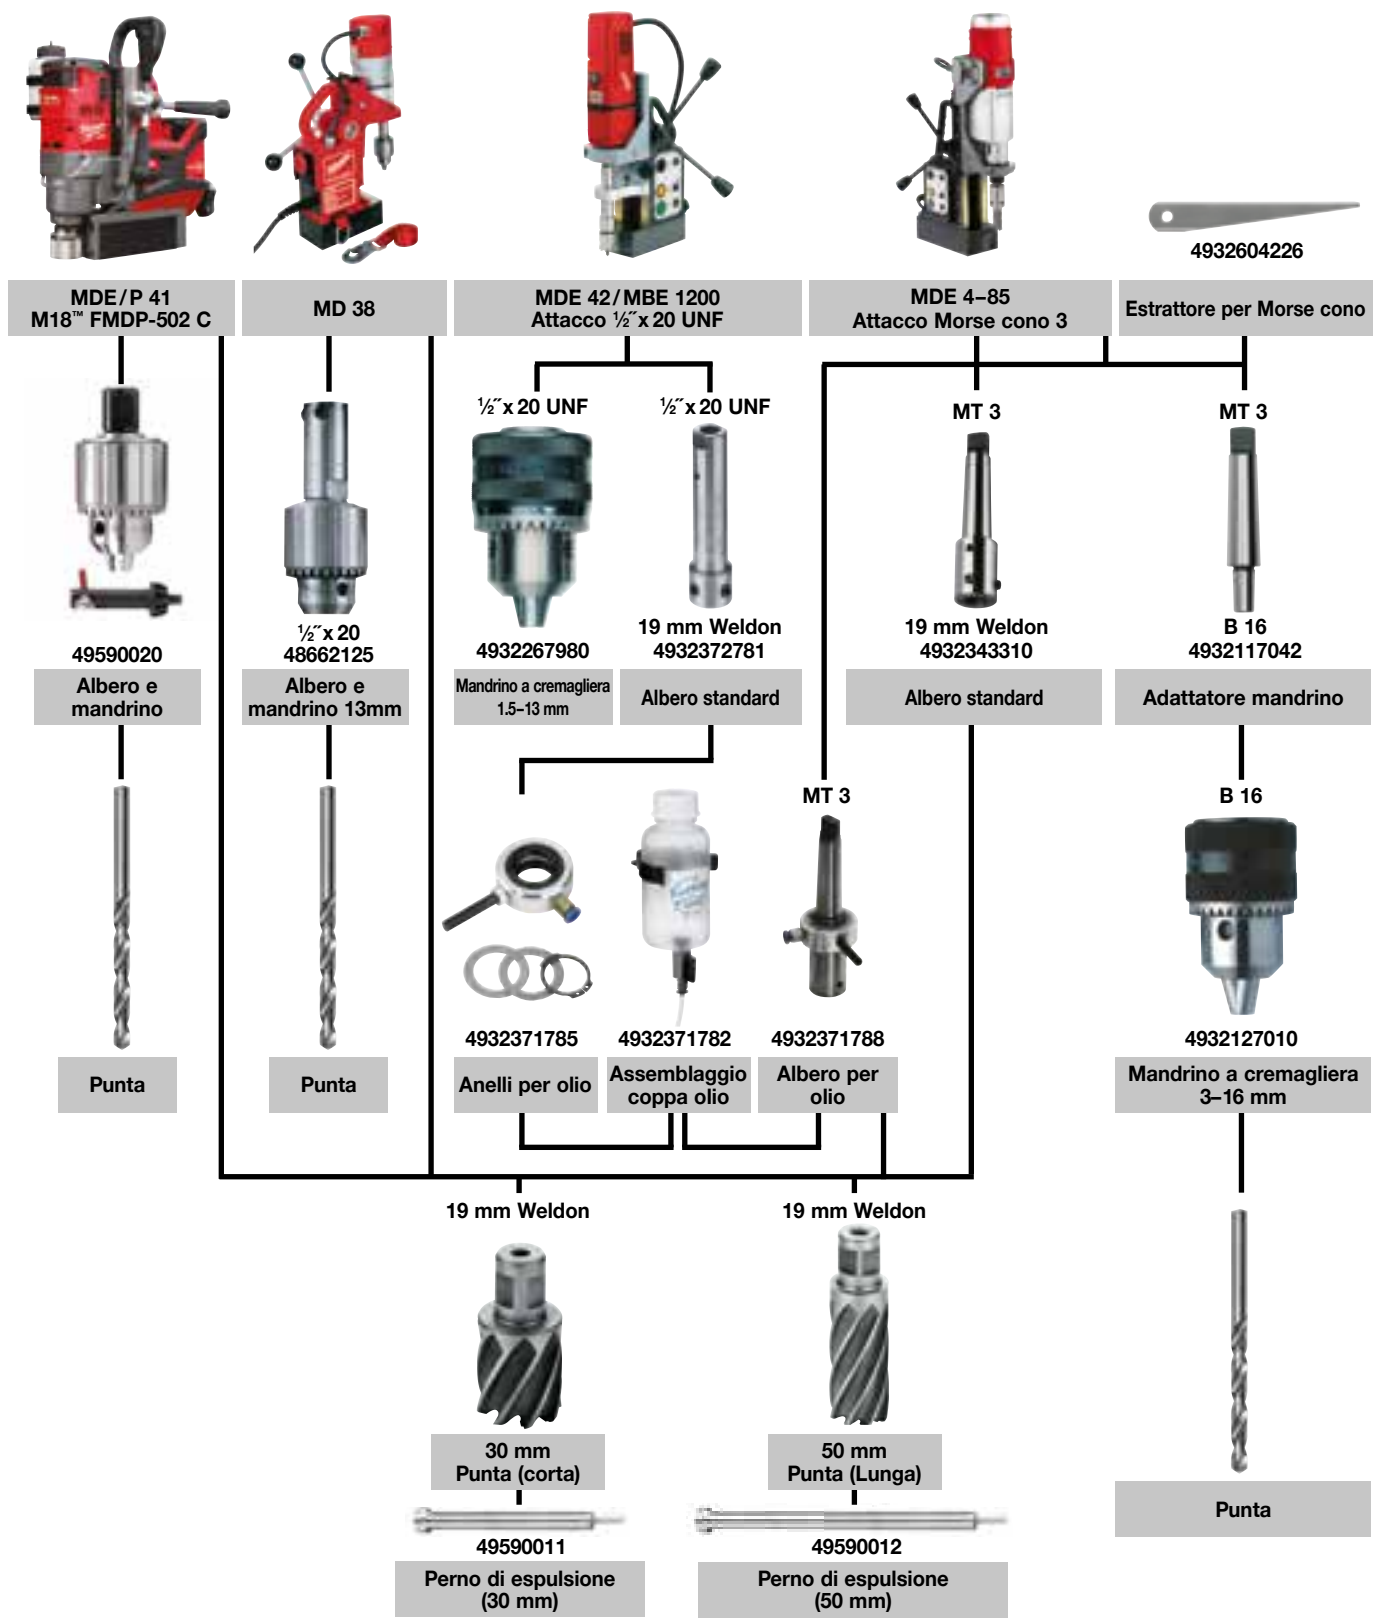 4932604226
MDE/P 41
M18™ FMDP-502 C
MD 38
MDE 42/MBE 1200
Attacco ½˝x 20 UNF
MDE 4–85
Attacco Morse cono 3
Estrattore per Morse cono
½˝x 20 UNF
½˝x 20 UNF
MT 3
MT 3
49590020
½˝x 20
48662125
4932267980
19 mm Weldon
4932372781
19 mm Weldon
4932343310
B 16
4932117042
Albero e
mandrino
Albero e
mandrino 13mm
Mandrino a cremagliera
1.5–13 mm
Albero standard
Albero standard
Adattatore mandrino
MT 3
B 16
4932371785
4932371782
4932371788
4932127010
Punta
Punta
Anelli per olio
Assemblaggio
coppa olio
Albero per
olio
Mandrino a cremagliera
3–16 mm
19 mm Weldon
19 mm Weldon
30 mm
Punta (corta)
50 mm
Punta (Lunga)
Punta
49590011
49590012
Perno di espulsione
(30 mm)
Perno di espulsione
(50 mm)